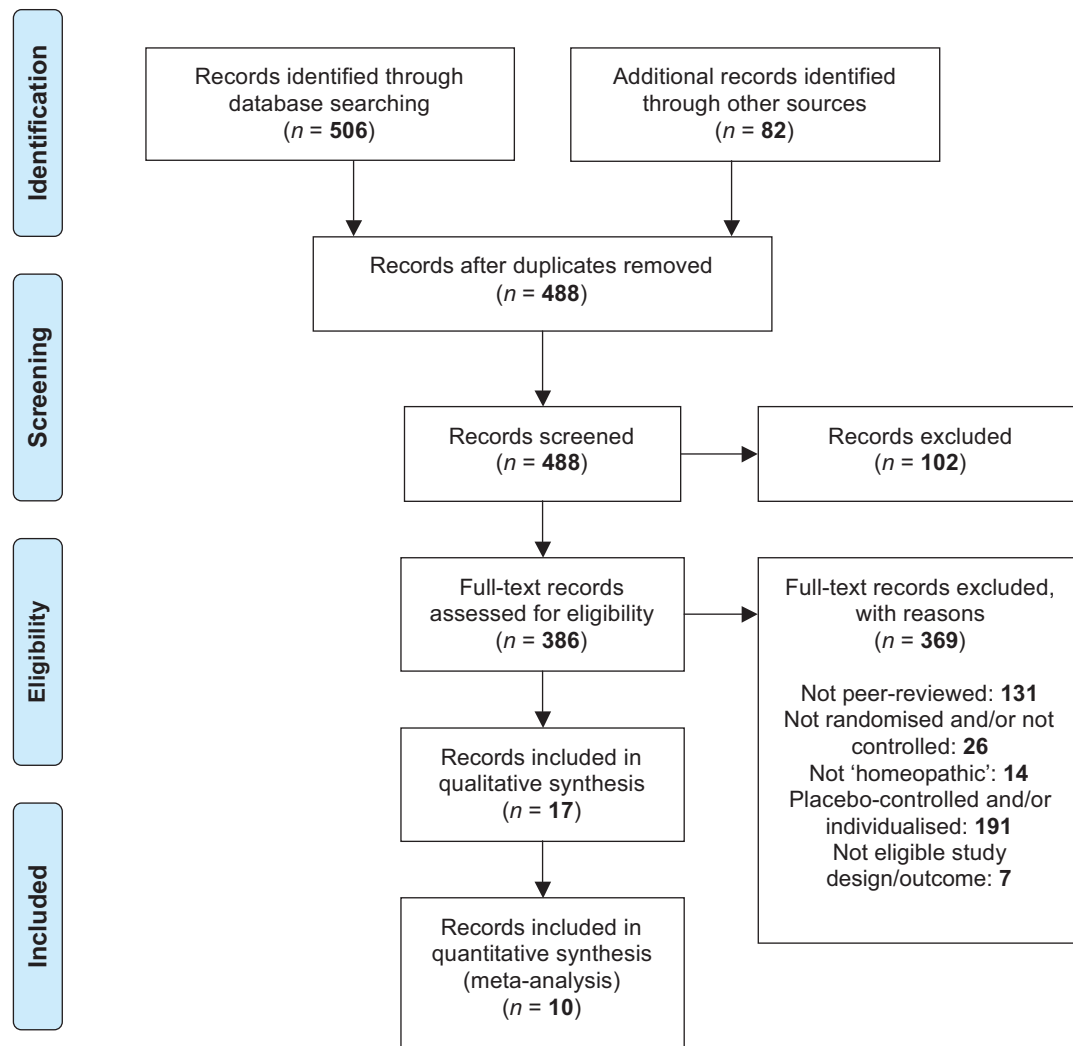 Identification
Records identified through
database searching
(n = 506)
Additional records identified
through other sources
(n = 82)
Records after duplicates removed
(n = 488)
Screening
Records screened
(n = 488)
Records excluded
(n = 102)
Eligibility
Full-text records
assessed for eligibility
(n = 386)
Full-text records excluded,
with reasons
(n = 369)
Not peer-reviewed: 131
Not randomised and/or not
controlled: 26
Not ‘homeopathic’: 14
Placebo-controlled and/or
individualised: 191
Not eligible study
design/outcome: 7
Records included in
qualitative synthesis
(n = 17)
Included
Records included in
quantitative synthesis
(meta-analysis)
(n = 10)